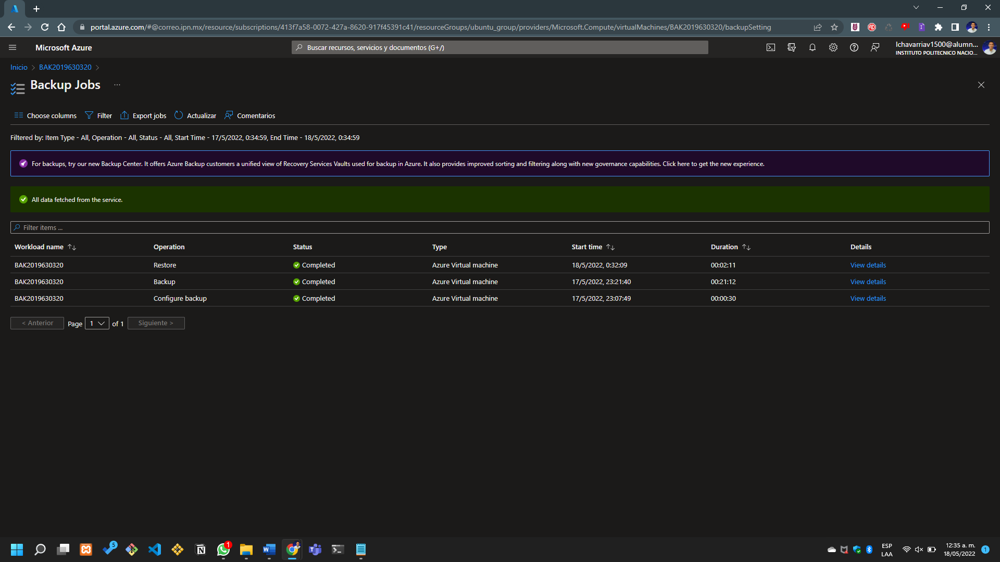 portal.azure.com/#@correo.ipn.mx/resource/subscriptions/413f7a58-0072-427a-8620-917f45391c41/resourceGroups/ubuntu_group/providers/Microsoft.Compute/virtualMachines/BAK2019630320/backupSetting
Microsoft Azure
Buscar recursos, servicios y documentos (G+/)
lchavarriav1500@alumn...
INSTITUTO POLITECNICO NACIO...
Inicio > BAK2019630320 >
Backup Jobs ...
Choose columns Filter Export jobs Actualizar Comentarios
Filtered by: Item Type - All, Operation - All, Status - All, Start Time - 17/5/2022, 0:34:59, End Time - 18/5/2022, 0:34:59
For backups, try our new Backup Center. It offers Azure Backup customers a unified view of Recovery Services Vaults used for backup in Azure. It also provides improved sorting and filtering along with new governance capabilities. Click here to get the new experience.
All data fetched from the service.
Filter items ...
Workload name Operation Status Type Start time Duration Details
BAK2019630320 Restore Completed Azure Virtual machine 18/5/2022, 0:32:09 00:02:11 View details
BAK2019630320 Backup Completed Azure Virtual machine 17/5/2022, 23:21:40 00:21:12 View details
BAK2019630320 Configure backup Completed Azure Virtual machine 17/5/2022, 23:07:49 00:00:30 View details
< Anterior Page 1 of 1 Siguiente >
5
1
ESP
LAA
12:35 a. m.
18/05/2022
1